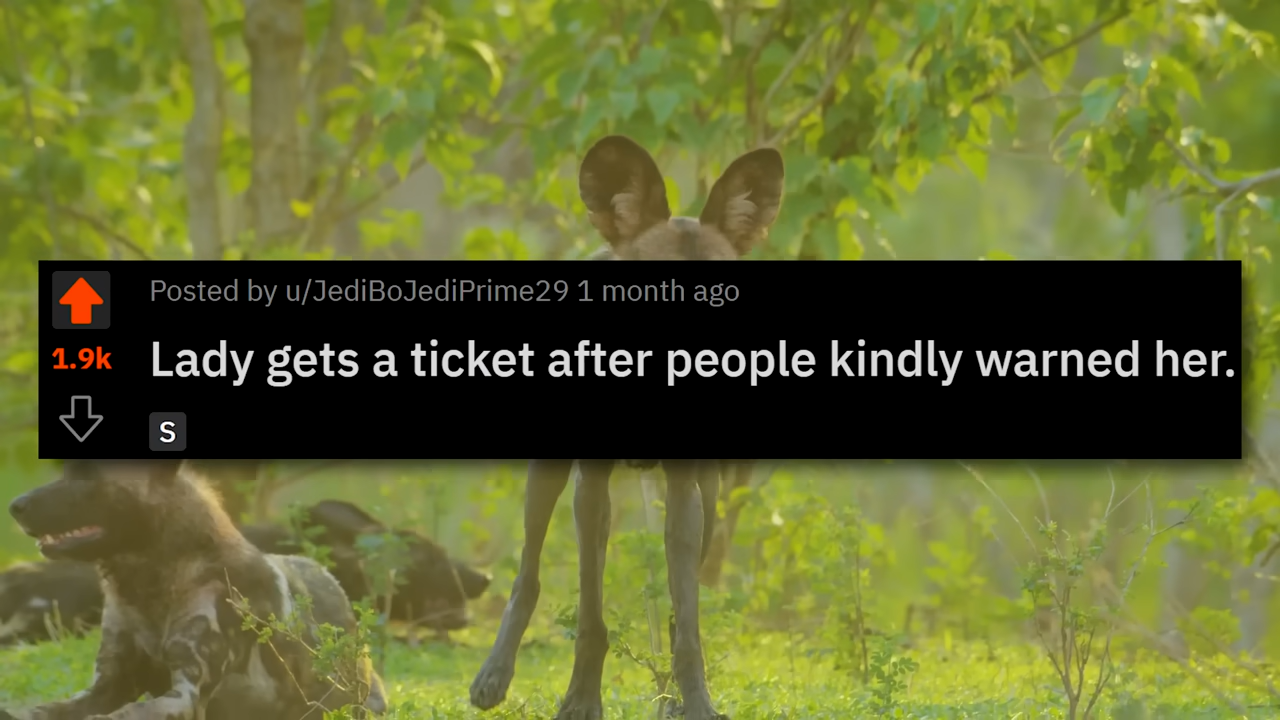 Posted by u/JediBoJediPrime29 1 month ago
1.9k
Lady gets a ticket after people kindly warned her.
S